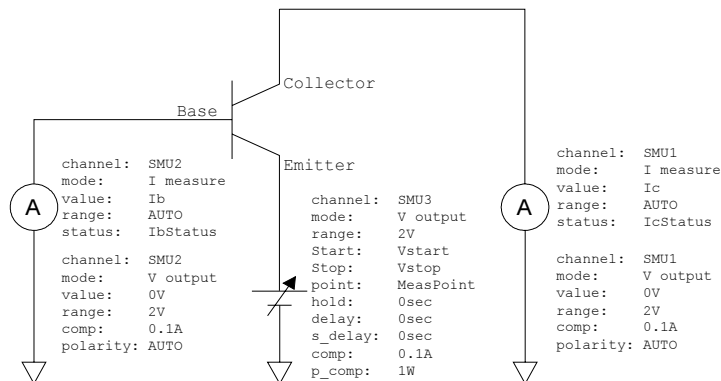 Collector
Base
Emitter
channel: SMU2
mode: I measure
value: Ib
range: AUTO
status: IbStatus
A
channel: SMU2
mode: V output
value: 0V
range: 2V
comp: 0.1A
polarity: AUTO
channel: SMU3
mode: V output
range: 2V
Start: Vstart
Stop: Vstop
point: MeasPoint
hold: 0sec
delay: 0sec
s_delay: 0sec
comp: 0.1A
p_comp: 1W
A
channel: SMU1
mode: I measure
value: Ic
range: AUTO
status: IcStatus
channel: SMU1
mode: V output
value: 0V
range: 2V
comp: 0.1A
polarity: AUTO